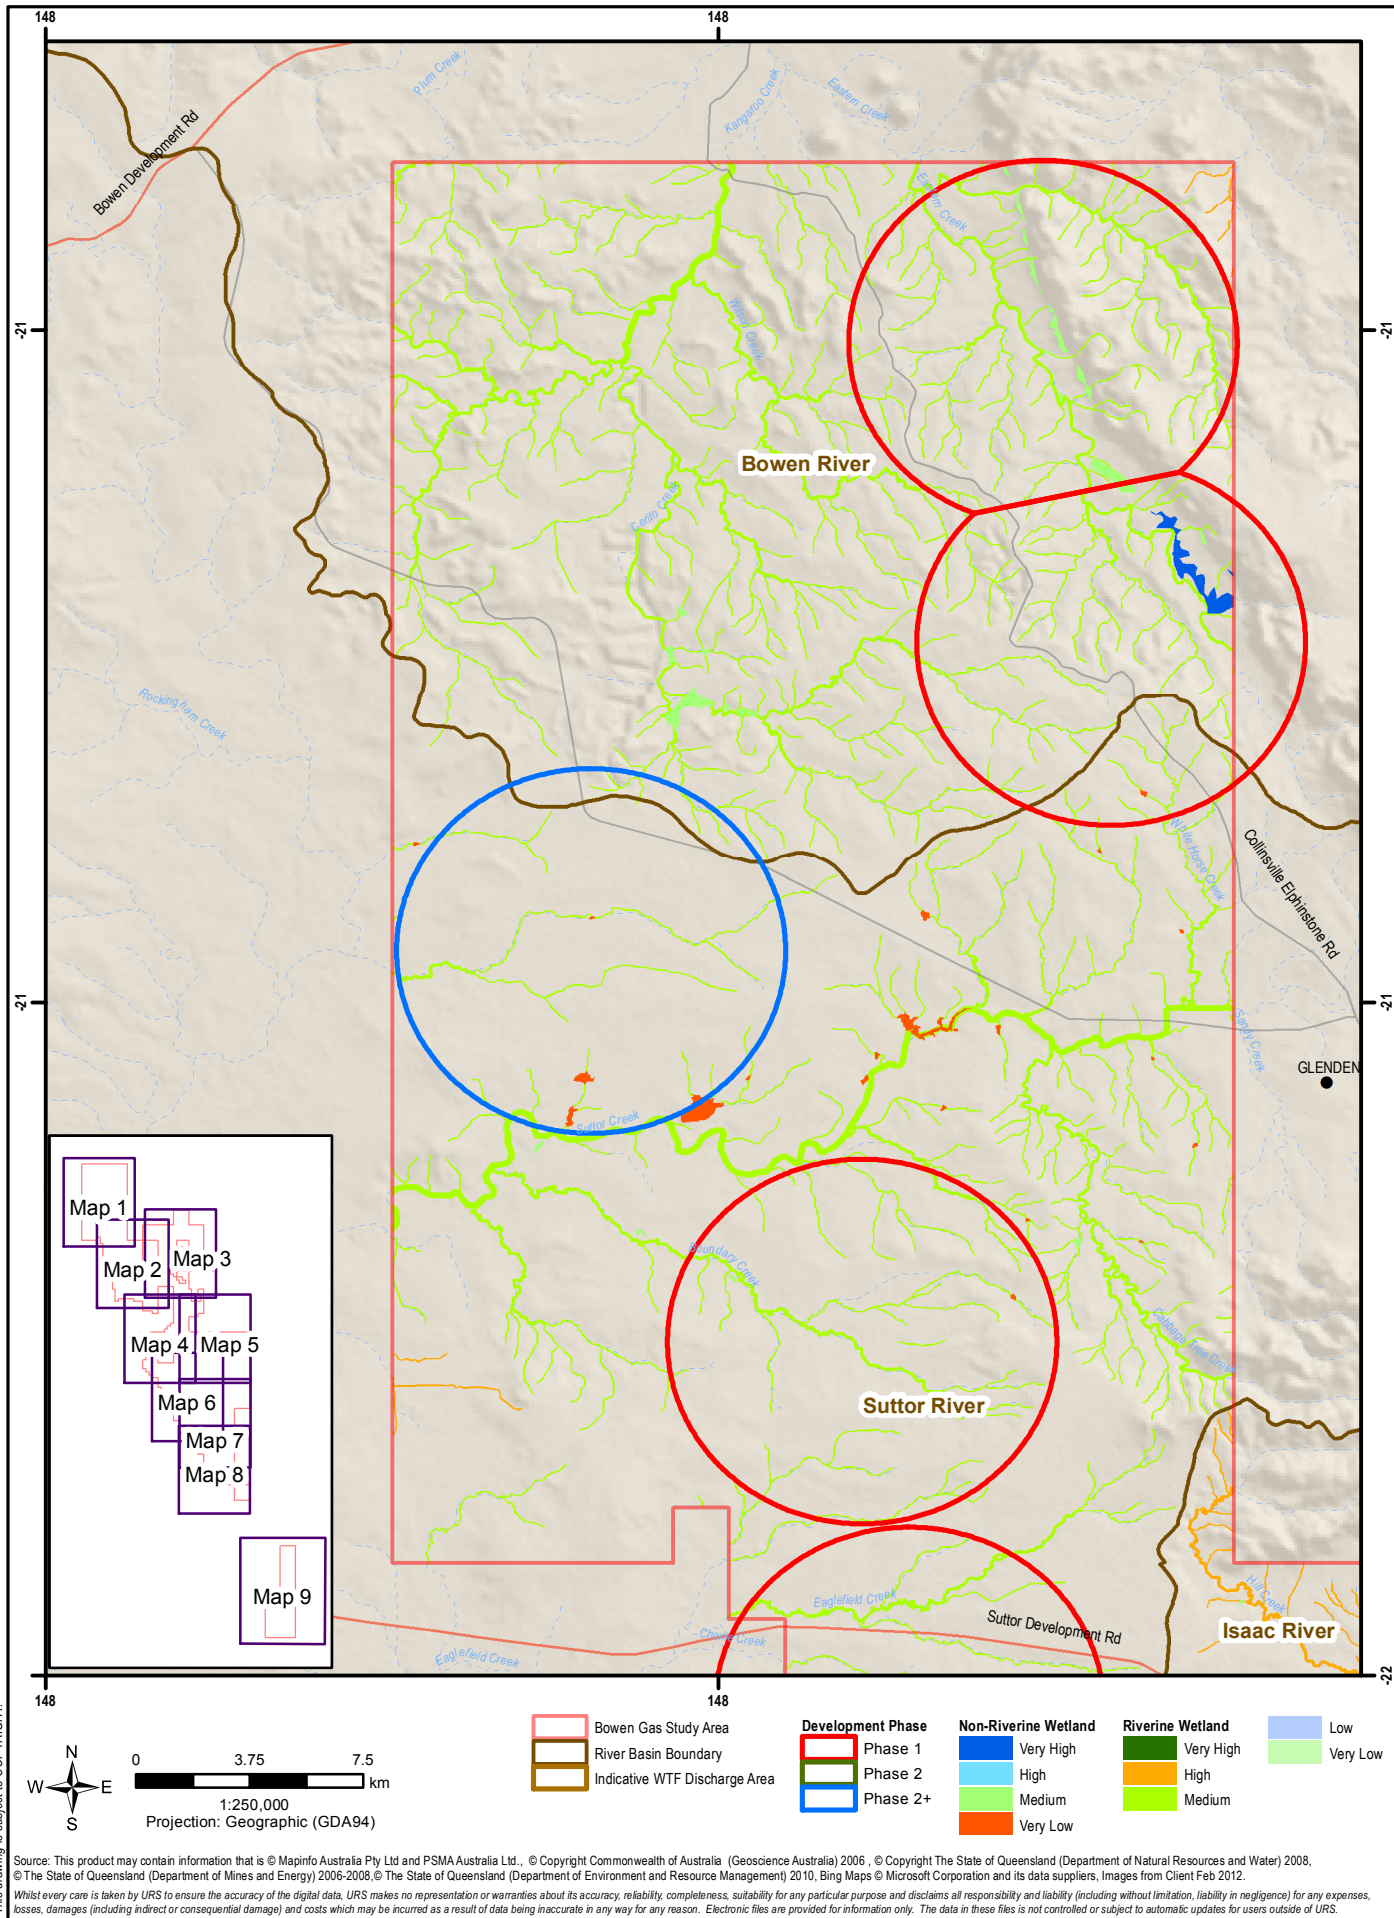 148
148
Plum Creek
Kangaroo Creek
Eastern Creek
Bowen Development Rd
Eastern Creek
-21
-21
Wilson Creek
Bowen River
Cerito Creek
Rockingham Creek
White Horse Creek
Collinsville Elphinstone Rd
-21
-21
Sandy Creek
GLENDEN
Suttor Creek
Map 1
Map 2
Map 3
Map 4
Map 5
Map 6
Map 7
Map 8
Map 9
Boundary Creek
Cabbage Tree Creek
Suttor River
Hill Creek
Eaglefield Creek
Suttor Development Rd
Isaac River
Charlie Creek
Eaglefield Creek
-22
148
148
N
W E
S
0 3.75 7.5
km
1:250,000
Projection: Geographic (GDA94)
Bowen Gas Study Area
River Basin Boundary
Indicative WTF Discharge Area
Development Phase
Phase 1
Phase 2
Phase 2+
Non-Riverine Wetland
Very High
High
Medium
Very Low
Riverine Wetland
Very High
High
Medium
Low
Very Low
Source: This product may contain information that is © Mapinfo Australia Pty Ltd and PSMA Australia Ltd., © Copyright Commonwealth of Australia (Geoscience Australia) 2006 , © Copyright The State of Queensland (Department of Natural Resources and Water) 2008,
© The State of Queensland (Department of Mines and Energy) 2006-2008,© The State of Queensland (Department of Environment and Resource Management) 2010, Bing Maps © Microsoft Corporation and its data suppliers, Images from Client Feb 2012.
Whilst every care is taken by URS to ensure the accuracy of the digital data, URS makes no representation or warranties about its accuracy, reliability, completeness, suitability for any particular purpose and disclaims all responsibility and liability (including without limitation, liability in negligence) for any expenses,
losses, damages (including indirect or consequential damage) and costs which may be incurred as a result of data being inaccurate in any way for any reason. Electronic files are provided for information only. The data in these files is not controlled or subject to automatic updates for users outside of URS.